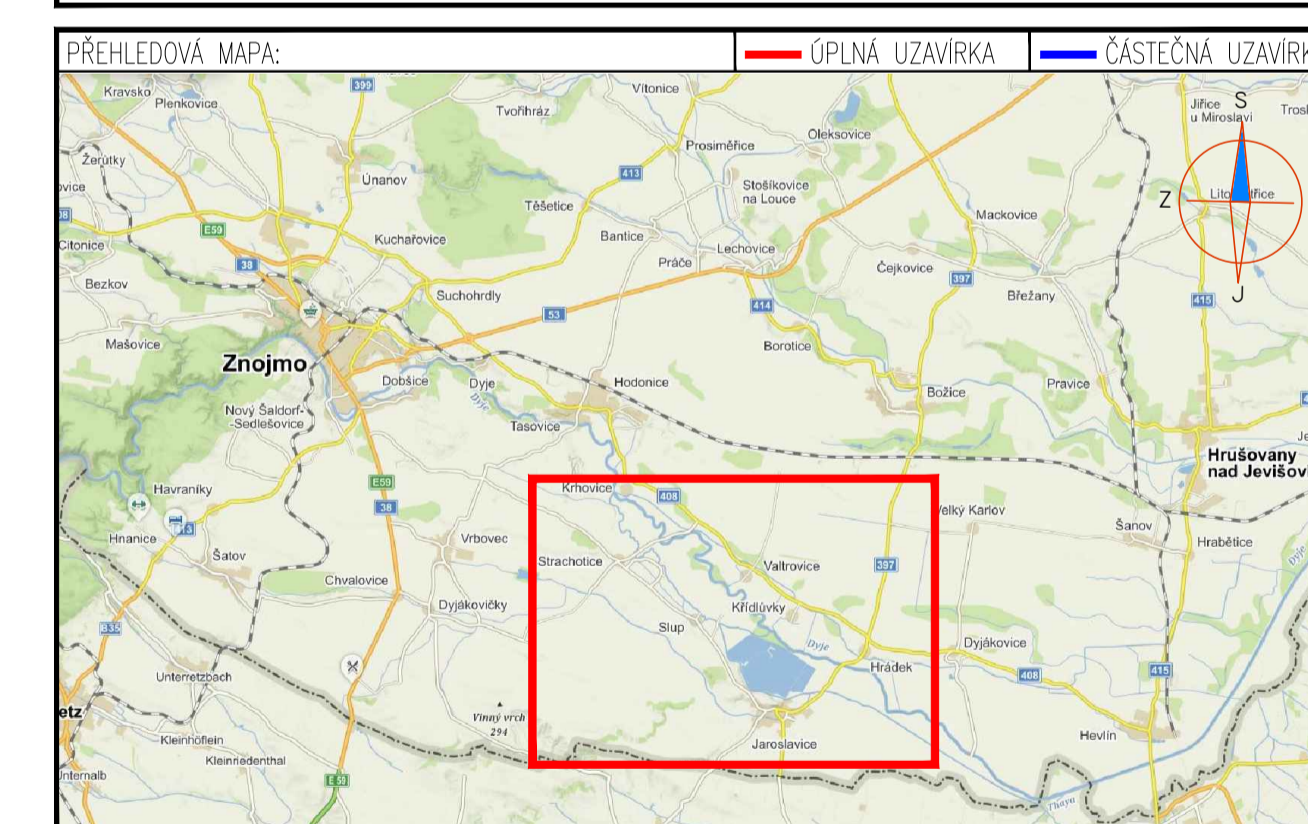 PŘEHLEDOVÁ MAPA:
ÚPLNÁ UZAVÍRKA
ČÁSTEČNÁ
Kravsko
Plenkovice
399
Tvořihráz
Vítonice
Oleksovice
Jiřice
u Miroslavi
S
Žerůtky
Únanov
413
Prosiměřice
Stošíkovice
na Louce
Těšetice
Z
E59
Citonice
Kuchařovice
Bantice
Práče
Lechovice
Mackovice
Čejkovice
397
38
Bezkov
Suchohrdly
Břežany
415
J
53
414
Mašovice
Borotice
Znojmo
Dobšice
Dyje
Dyje
Hodonice
Božice
Pravice
Nový Šaldorf-
-Sedlešovice
Tasovice
Hrušovany
nad
E59
38
Havraníky
Krhovice
408
Velký Karlov
Šanov
Hnanice
Šatov
Vrbovec
Strachotice
Valtrovice
397
Hrabětice
Dyje
Chvalovice
Dyjákovičky
Křídlůvky
Slup
Dyje
Hrádek
Dyjákovice
408
415
Unterretzbach
Vinný vrch
294
Jaroslavice
Hevlín
Kleinhöflein
Kleinriedenthal
E 59
Thaya